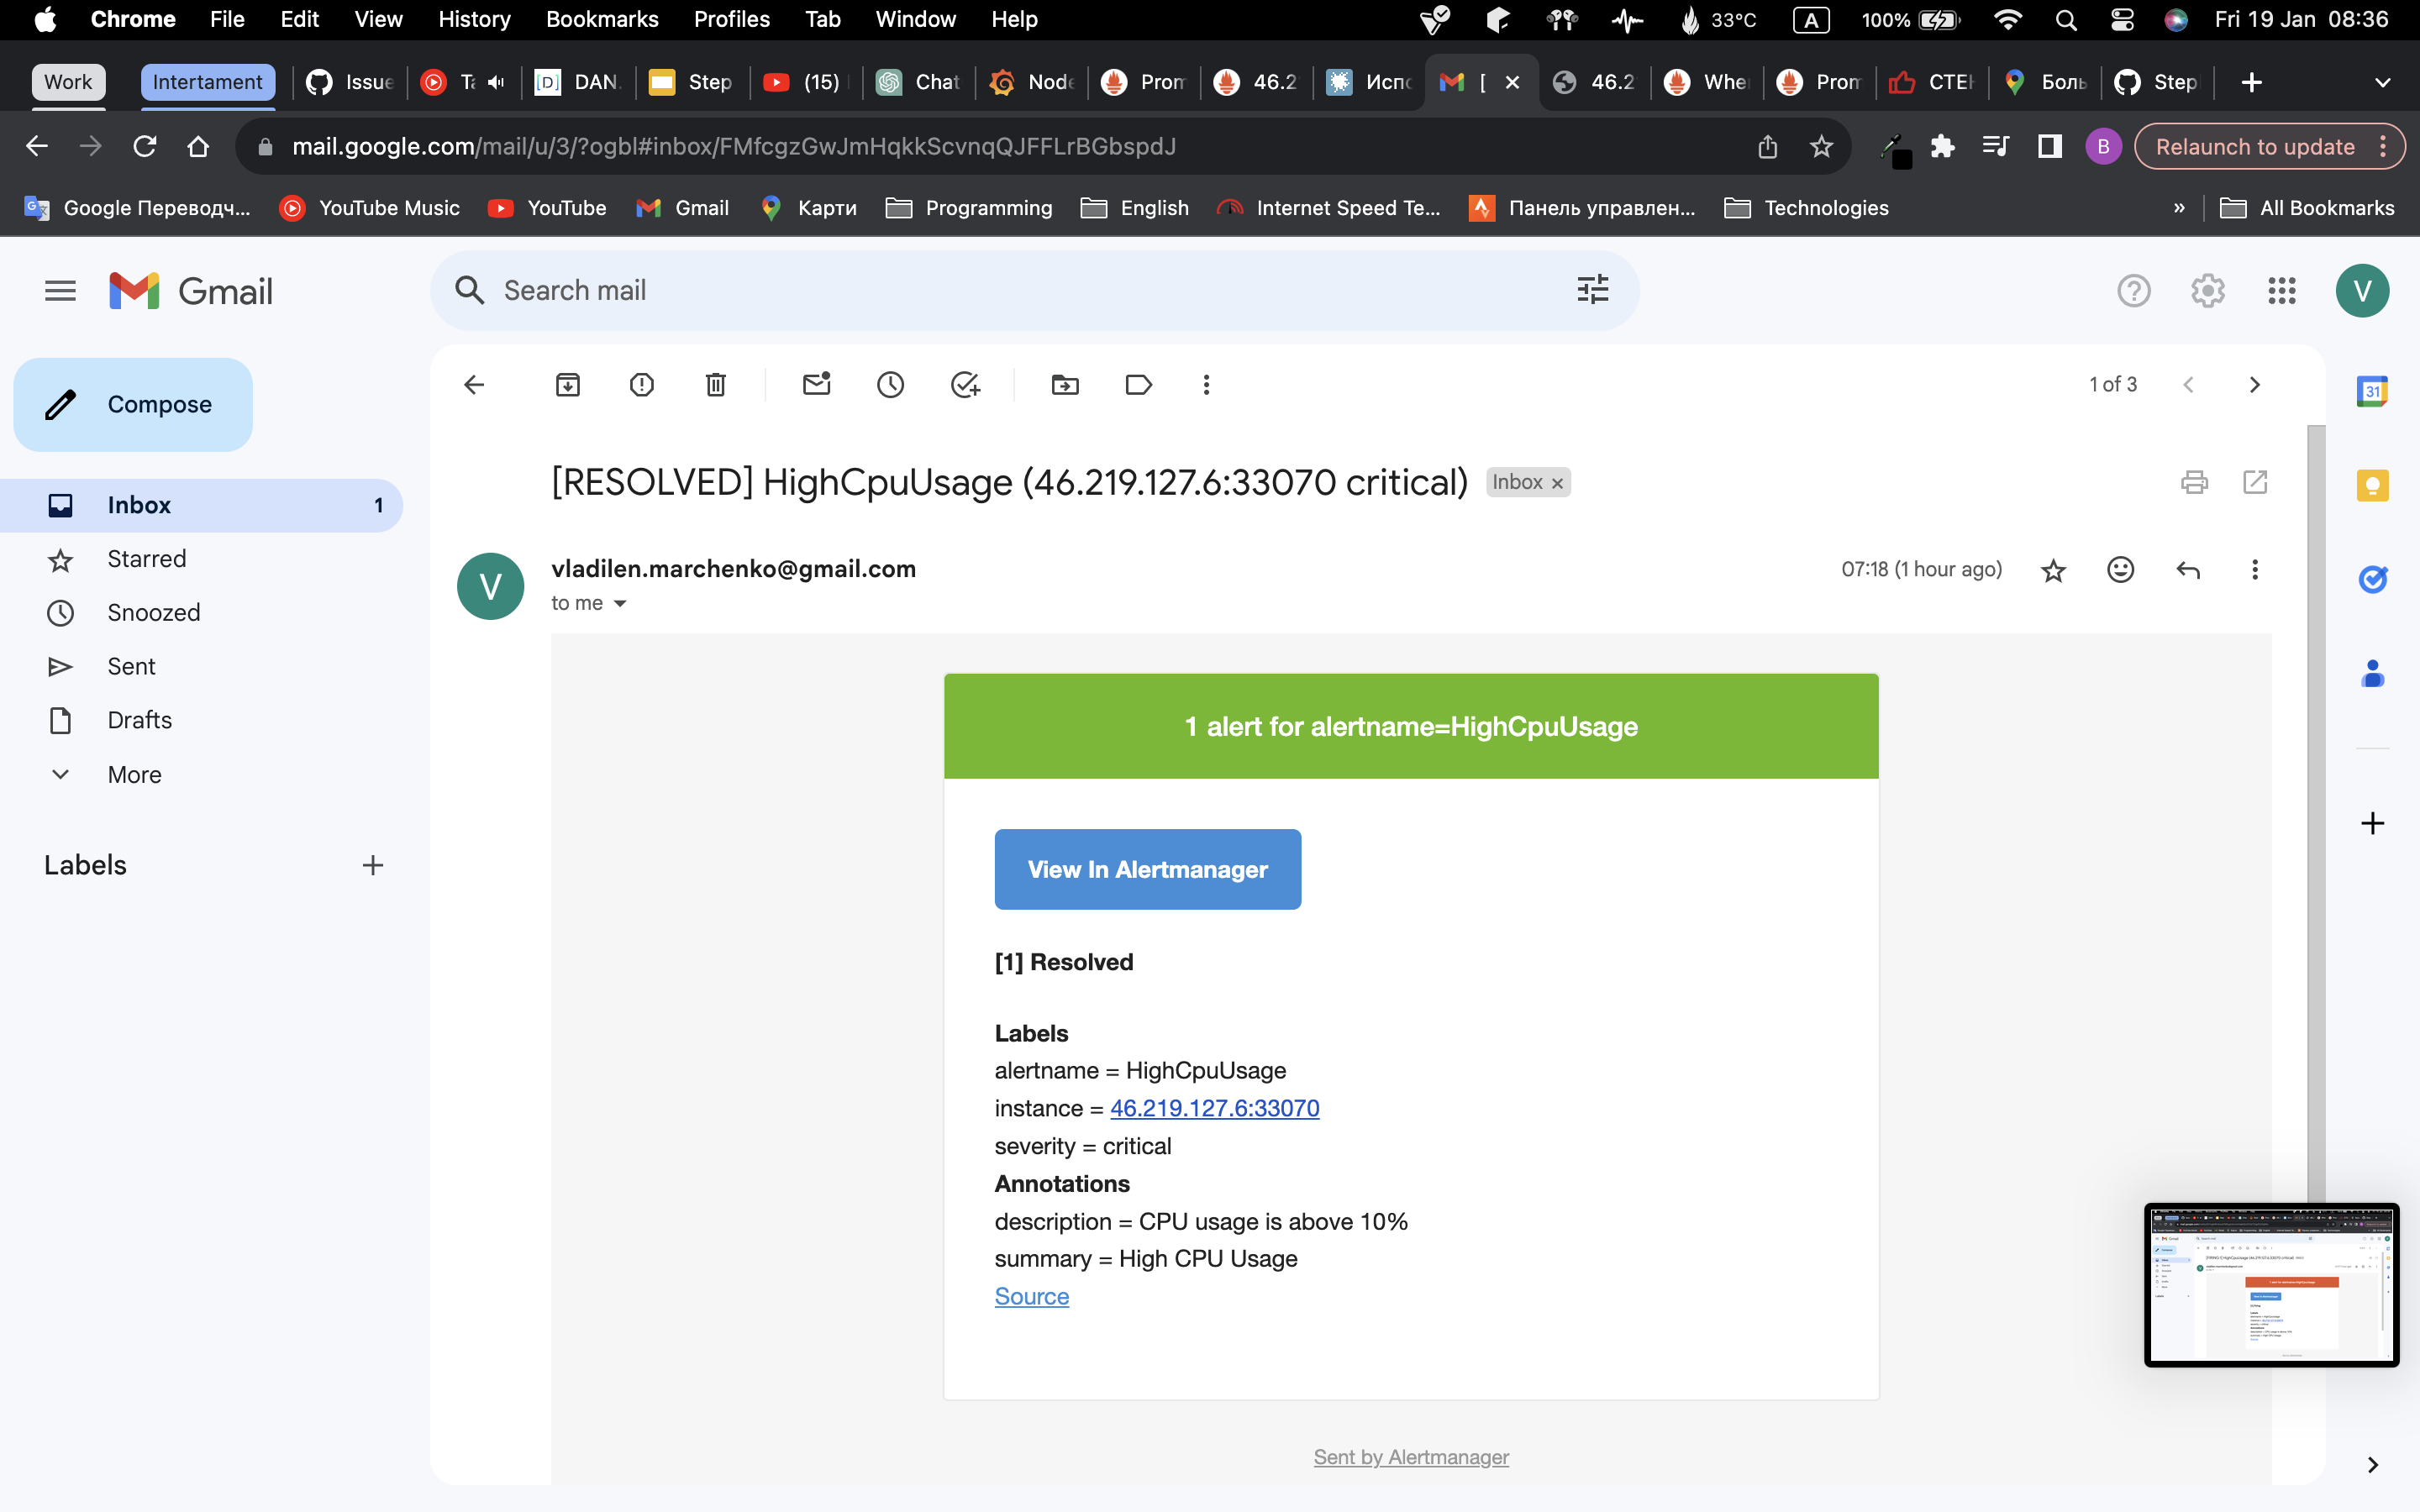 Chrome File Edit View History Bookmarks Profiles Tab Window Help 33°C A 100% Fri 19 Jan 08:36
Work Intertament Issue Ta [D] DAN. Step (15) Chat Node Prom 46.2 Испо [ 46.2 Whe Prom СТЕН Боль Step
mail.google.com/mail/u/3/?ogbl#inbox/FMfcgzGwJmHqkkScvnqQJFFLrBGbspdJ B Relaunch to update
Google Переводч... YouTube Music YouTube Gmail Карти Programming English Internet Speed Te... Панель управлен... Technologies » All Bookmarks
Gmail Search mail V
Compose
1 of 3
31
Inbox 1
Starred
Snoozed
Sent
Drafts
More
Labels
[RESOLVED] HighCpuUsage (46.219.127.6:33070 critical) Inbox ×
V vladilen.marchenko@gmail.com 07:18 (1 hour ago)
to me
1 alert for alertname=HighCpuUsage
View In Alertmanager
[1] Resolved
Labels
alertname = HighCpuUsage
instance = 46.219.127.6:33070
severity = critical
Annotations
description = CPU usage is above 10%
summary = High CPU Usage
Source
Sent by Alertmanager